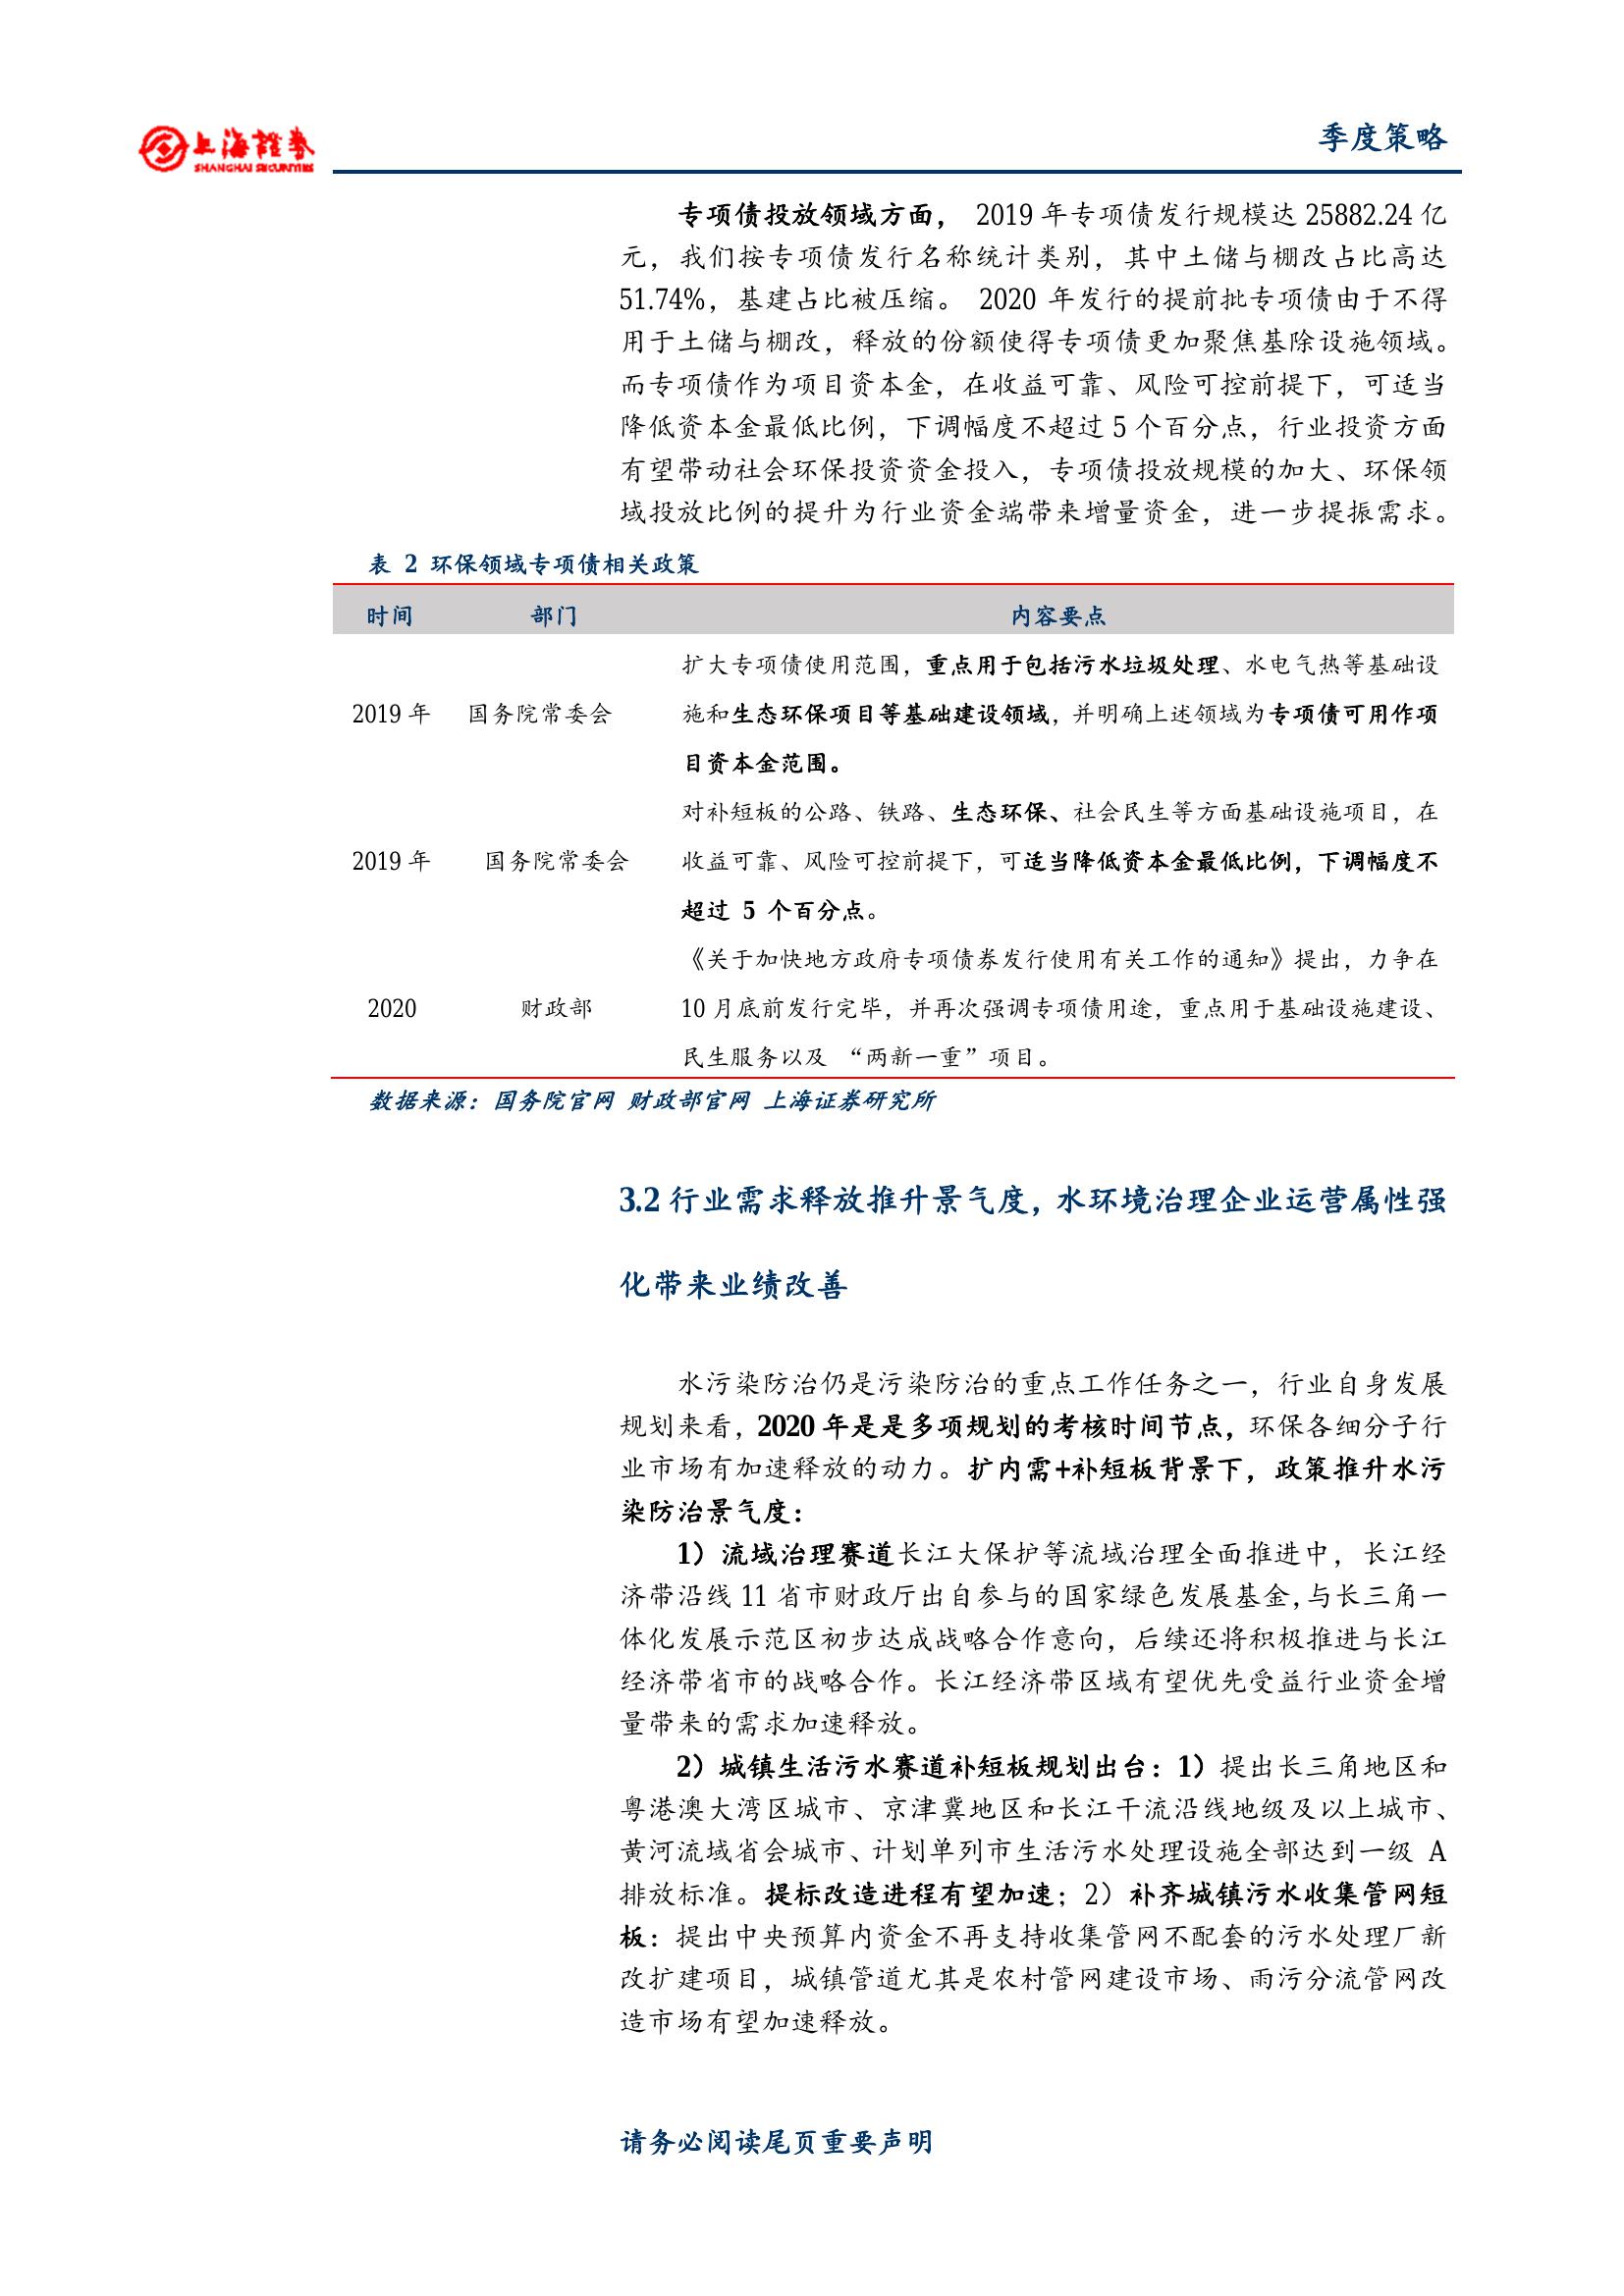 上海證券
SHANGHAI SECURITIES
季度策略
专项债投放领域方面， 2019 年专项债发行规模达 25882.24 亿
元，我们按专项债发行名称统计类别，其中土储与棚改占比高达
51.74%，基建占比被压缩。 2020 年发行的提前批专项债由于不得
用于土储与棚改，释放的份额使得专项债更加聚焦基除设施领域。
而专项债作为项目资本金，在收益可靠、风险可控前提下，可适当
降低资本金最低比例，下调幅度不超过 5 个百分点，行业投资方面
有望带动社会环保投资资金投入，专项债投放规模的加大、环保领
域投放比例的提升为行业资金端带来增量资金，进一步提振需求。
表 2 环保领域专项债相关政策
时间 部门 内容要点
扩大专项债使用范围，重点用于包括污水垃圾处理、水电气热等基础设
2019 年 国务院常委会 施和生态环保项目等基础建设领域，并明确上述领域为专项债可用作项
目资本金范围。
对补短板的公路、铁路、生态环保、社会民生等方面基础设施项目，在
2019 年 国务院常委会 收益可靠、风险可控前提下，可适当降低资本金最低比例，下调幅度不
超过 5 个百分点。
《关于加快地方政府专项债券发行使用有关工作的通知》提出，力争在
2020 财政部 10 月底前发行完毕，并再次强调专项债用途，重点用于基础设施建设、
民生服务以及 “两新一重”项目。
数据来源：国务院官网 财政部官网 上海证券研究所
3.2 行业需求释放推升景气度，水环境治理企业运营属性强
化带来业绩改善
水污染防治仍是污染防治的重点工作任务之一，行业自身发展
规划来看，2020 年是是多项规划的考核时间节点，环保各细分子行
业市场有加速释放的动力。扩内需+补短板背景下，政策推升水污
染防治景气度：
1）流域治理赛道长江大保护等流域治理全面推进中，长江经
济带沿线 11 省市财政厅出自参与的国家绿色发展基金，与长三角一
体化发展示范区初步达成战略合作意向，后续还将积极推进与长江
经济带省市的战略合作。长江经济带区域有望优先受益行业资金增
量带来的需求加速释放。
2）城镇生活污水赛道补短板规划出台：1）提出长三角地区和
粤港澳大湾区城市、京津冀地区和长江干流沿线地级及以上城市、
黄河流域省会城市、计划单列市生活污水处理设施全部达到一级 A
排放标准。提标改造进程有望加速；2）补齐城镇污水收集管网短
板：提出中央预算内资金不再支持收集管网不配套的污水处理厂新
改扩建项目，城镇管道尤其是农村管网建设市场、雨污分流管网改
造市场有望加速释放。
请务必阅读尾页重要声明